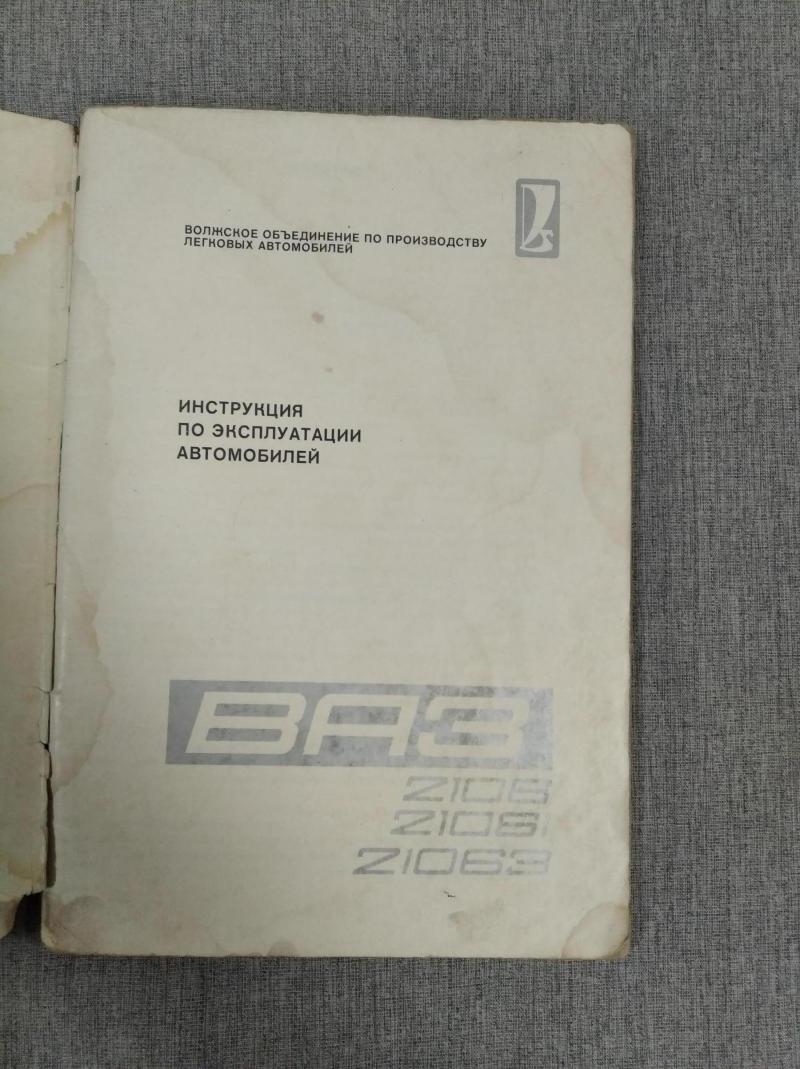 ВОЛЖСКОЕ ОБЪЕДИНЕНИЕ ПО ПРОИЗВОДСТВУ
ЛЕГКОВЫХ АВТОМОБИЛЕЙ
ИНСТРУКЦИЯ
ПО ЭКСПЛУАТАЦИИ
АВТОМОБИЛЕЙ
ВАЗ
2106
21061
21063